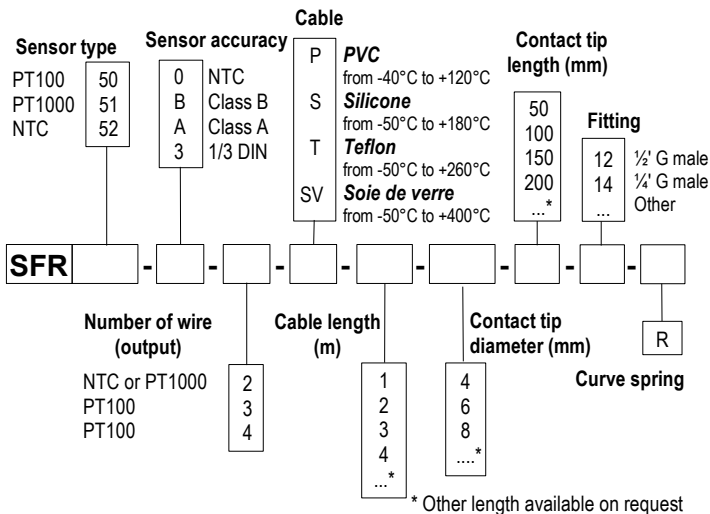 Cable
Sensor type
PT100 50
PT1000 51
NTC 52
Sensor accuracy
0 NTC
B Class B
A Class A
3 1/3 DIN
P PVC
from -40°C to +120°C
S Silicone
from -50°C to +180°C
T Teflon
from -50°C to +260°C
SV Soie de verre
from -50°C to +400°C
Contact tip
length (mm)
50
100
150
200
...*
Fitting
12 ½' G male
14 ¼' G male
... Other
SFR - - - - - - - -
Number of wire
(output)
NTC or PT1000 2
PT100 3
PT100 4
Cable length
(m)
1
2
3
4
...*
Contact tip
diameter (mm)
4
6
8
....*
R
Curve spring
* Other length available on request